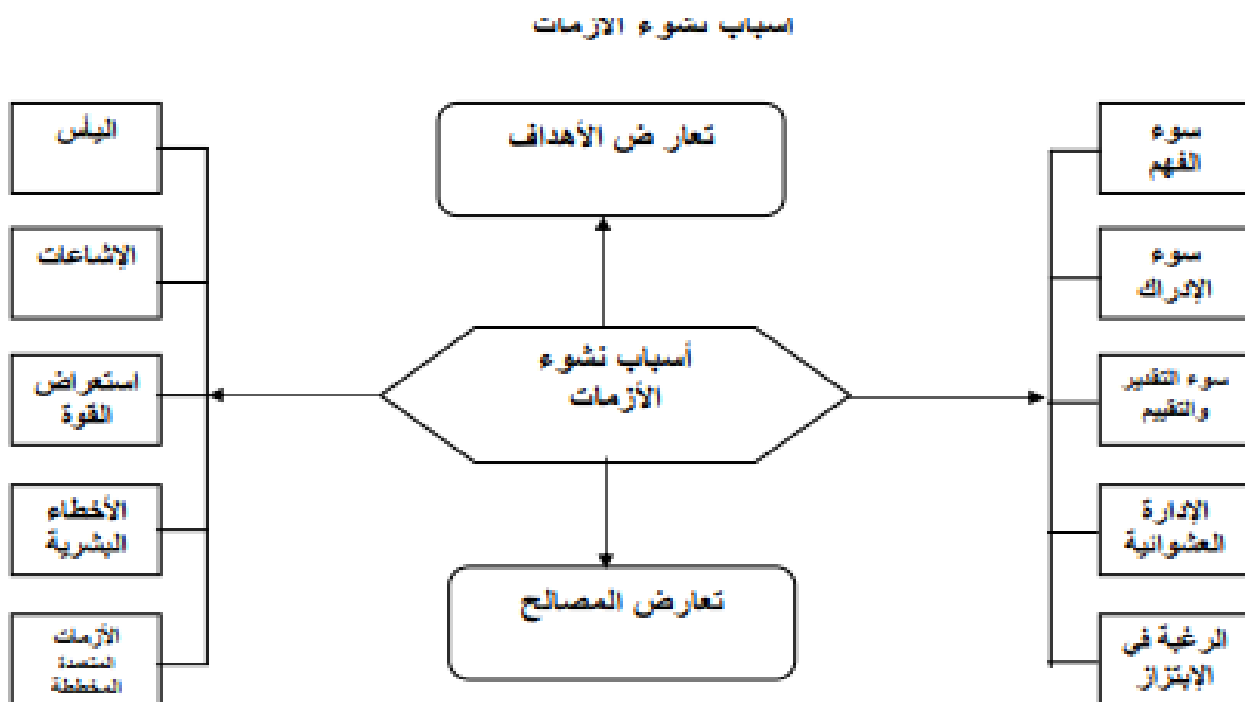 أسباب نشوء الأزمات
تعارض الأهداف
سوء
الفهم
اليأس
سوء
الإدراك
الإشاعات
أسباب نشوء
الأزمات
سوء التقدير
والتقييم
استعراض
القوة
الإدارة
العشوائية
الأخطاء
البشرية
تعارض المصالح
الرغبة في
الإبتزاز
الأزمات
المتعمدة
المخططة